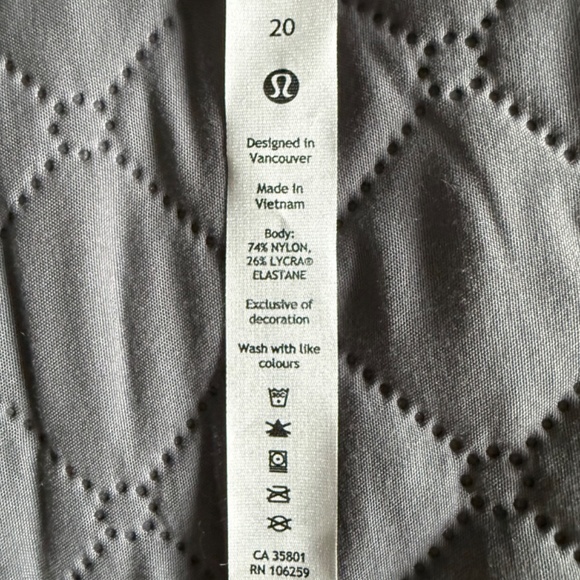 20
Designed in
Vancouver
Made in
Vietnam
Body:
74% NYLON,
26% LYCRA®
ELASTANE
Exclusive of
decoration
Wash with like
colours
30C
CA 35801
RN 106259